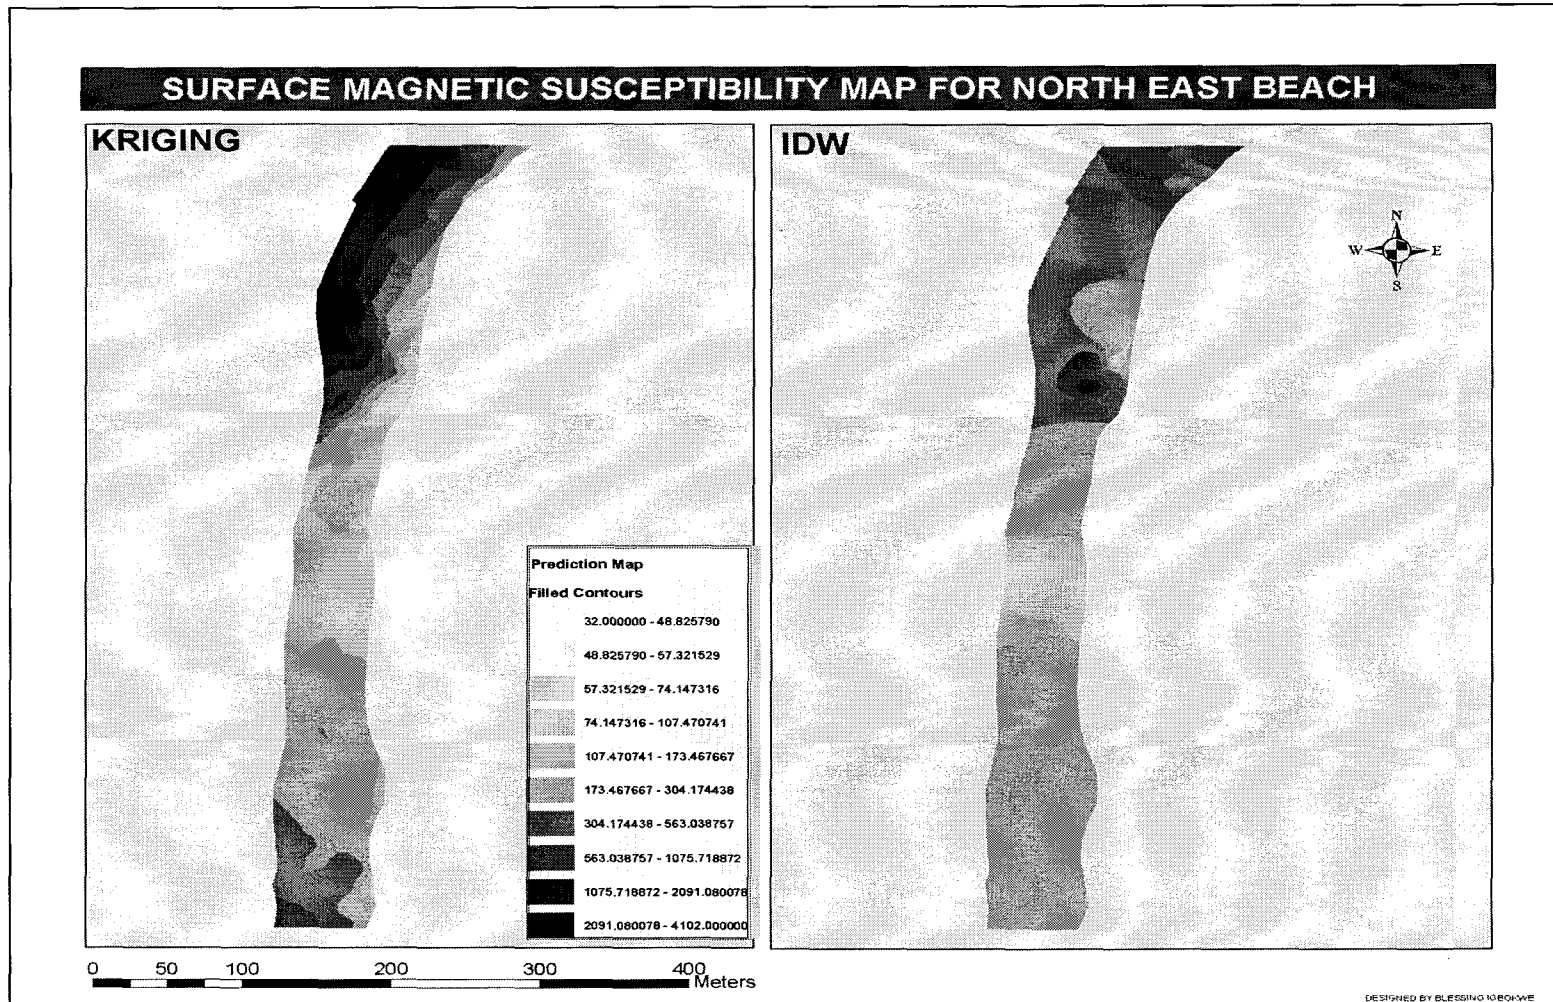 SURFACE MAGNETIC SUSCEPTIBILITY MAP FOR NORTH EAST BEACH
KRIGING
IDW
N
W E
S
Prediction Map
Filled Contours
32.000000 - 48.825790
48.825790 - 57.321529
57.321529 - 74.147316
74.147316 - 107.470741
107.470741 - 173.467667
173.467667 - 304.174438
304.174438 - 563.038757
563.038757 - 1075.718872
1075.718872 - 2091.080078
2091.080078 - 4102.000000
0 50 100 200 300 400
Meters
DESIGNED BY BLESSING IGBOKWE